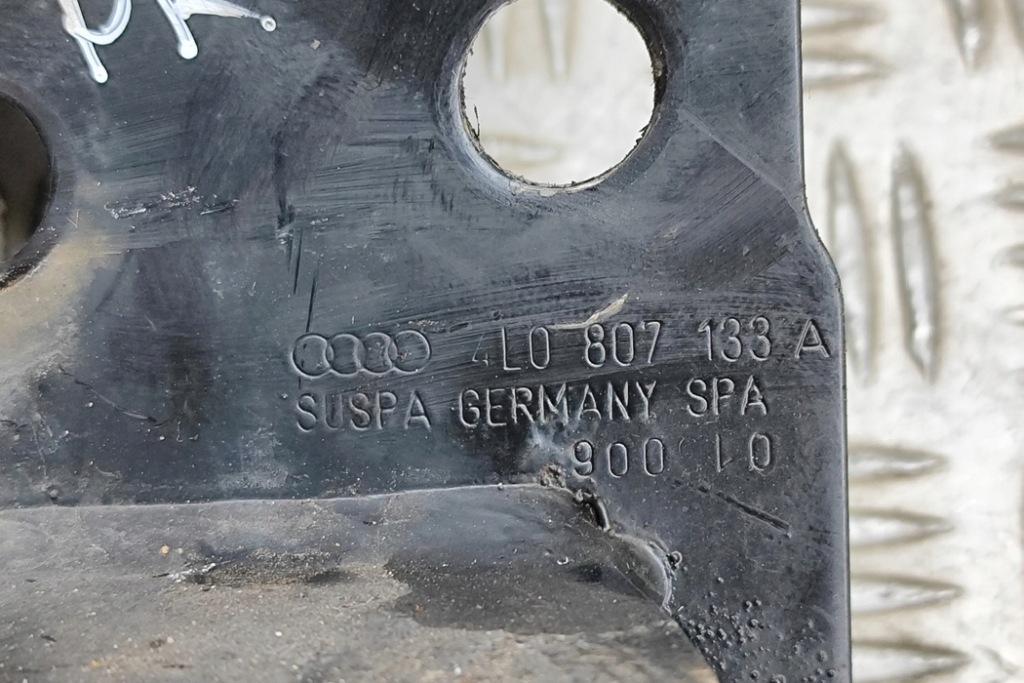 4L0 807 133 A
SUSPA GERMANY SPA